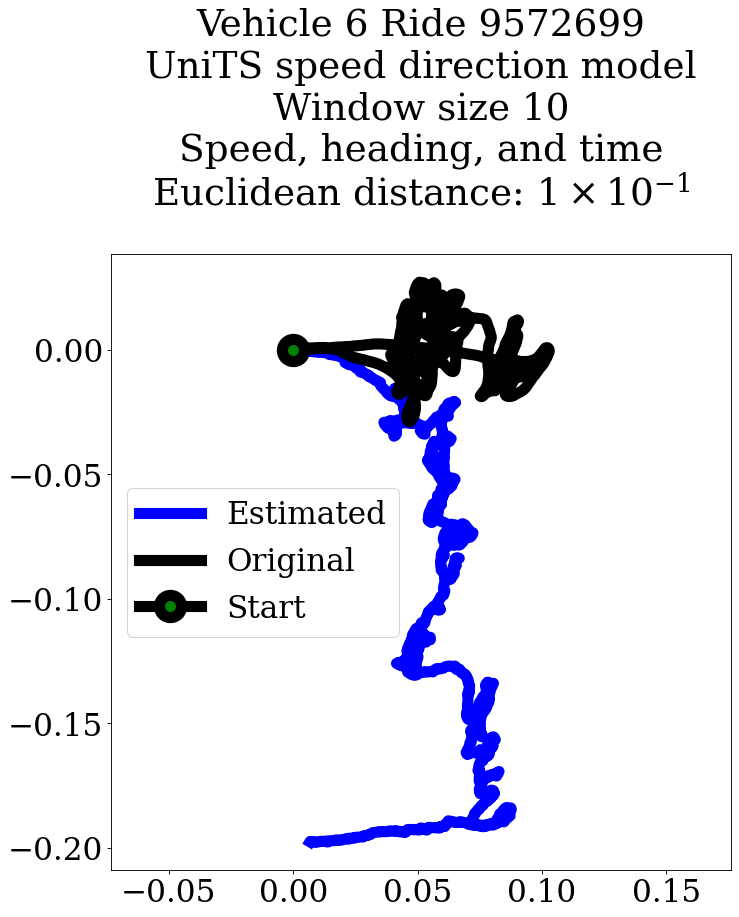 Vehicle 6 Ride 9572699
UniTS speed direction model
Window size 10
Speed, heading, and time
Euclidean distance: 1 × 10⁻¹
0.00
−0.05
−0.10
−0.15
−0.20
Estimated
Original
Start
−0.05 0.00 0.05 0.10 0.15